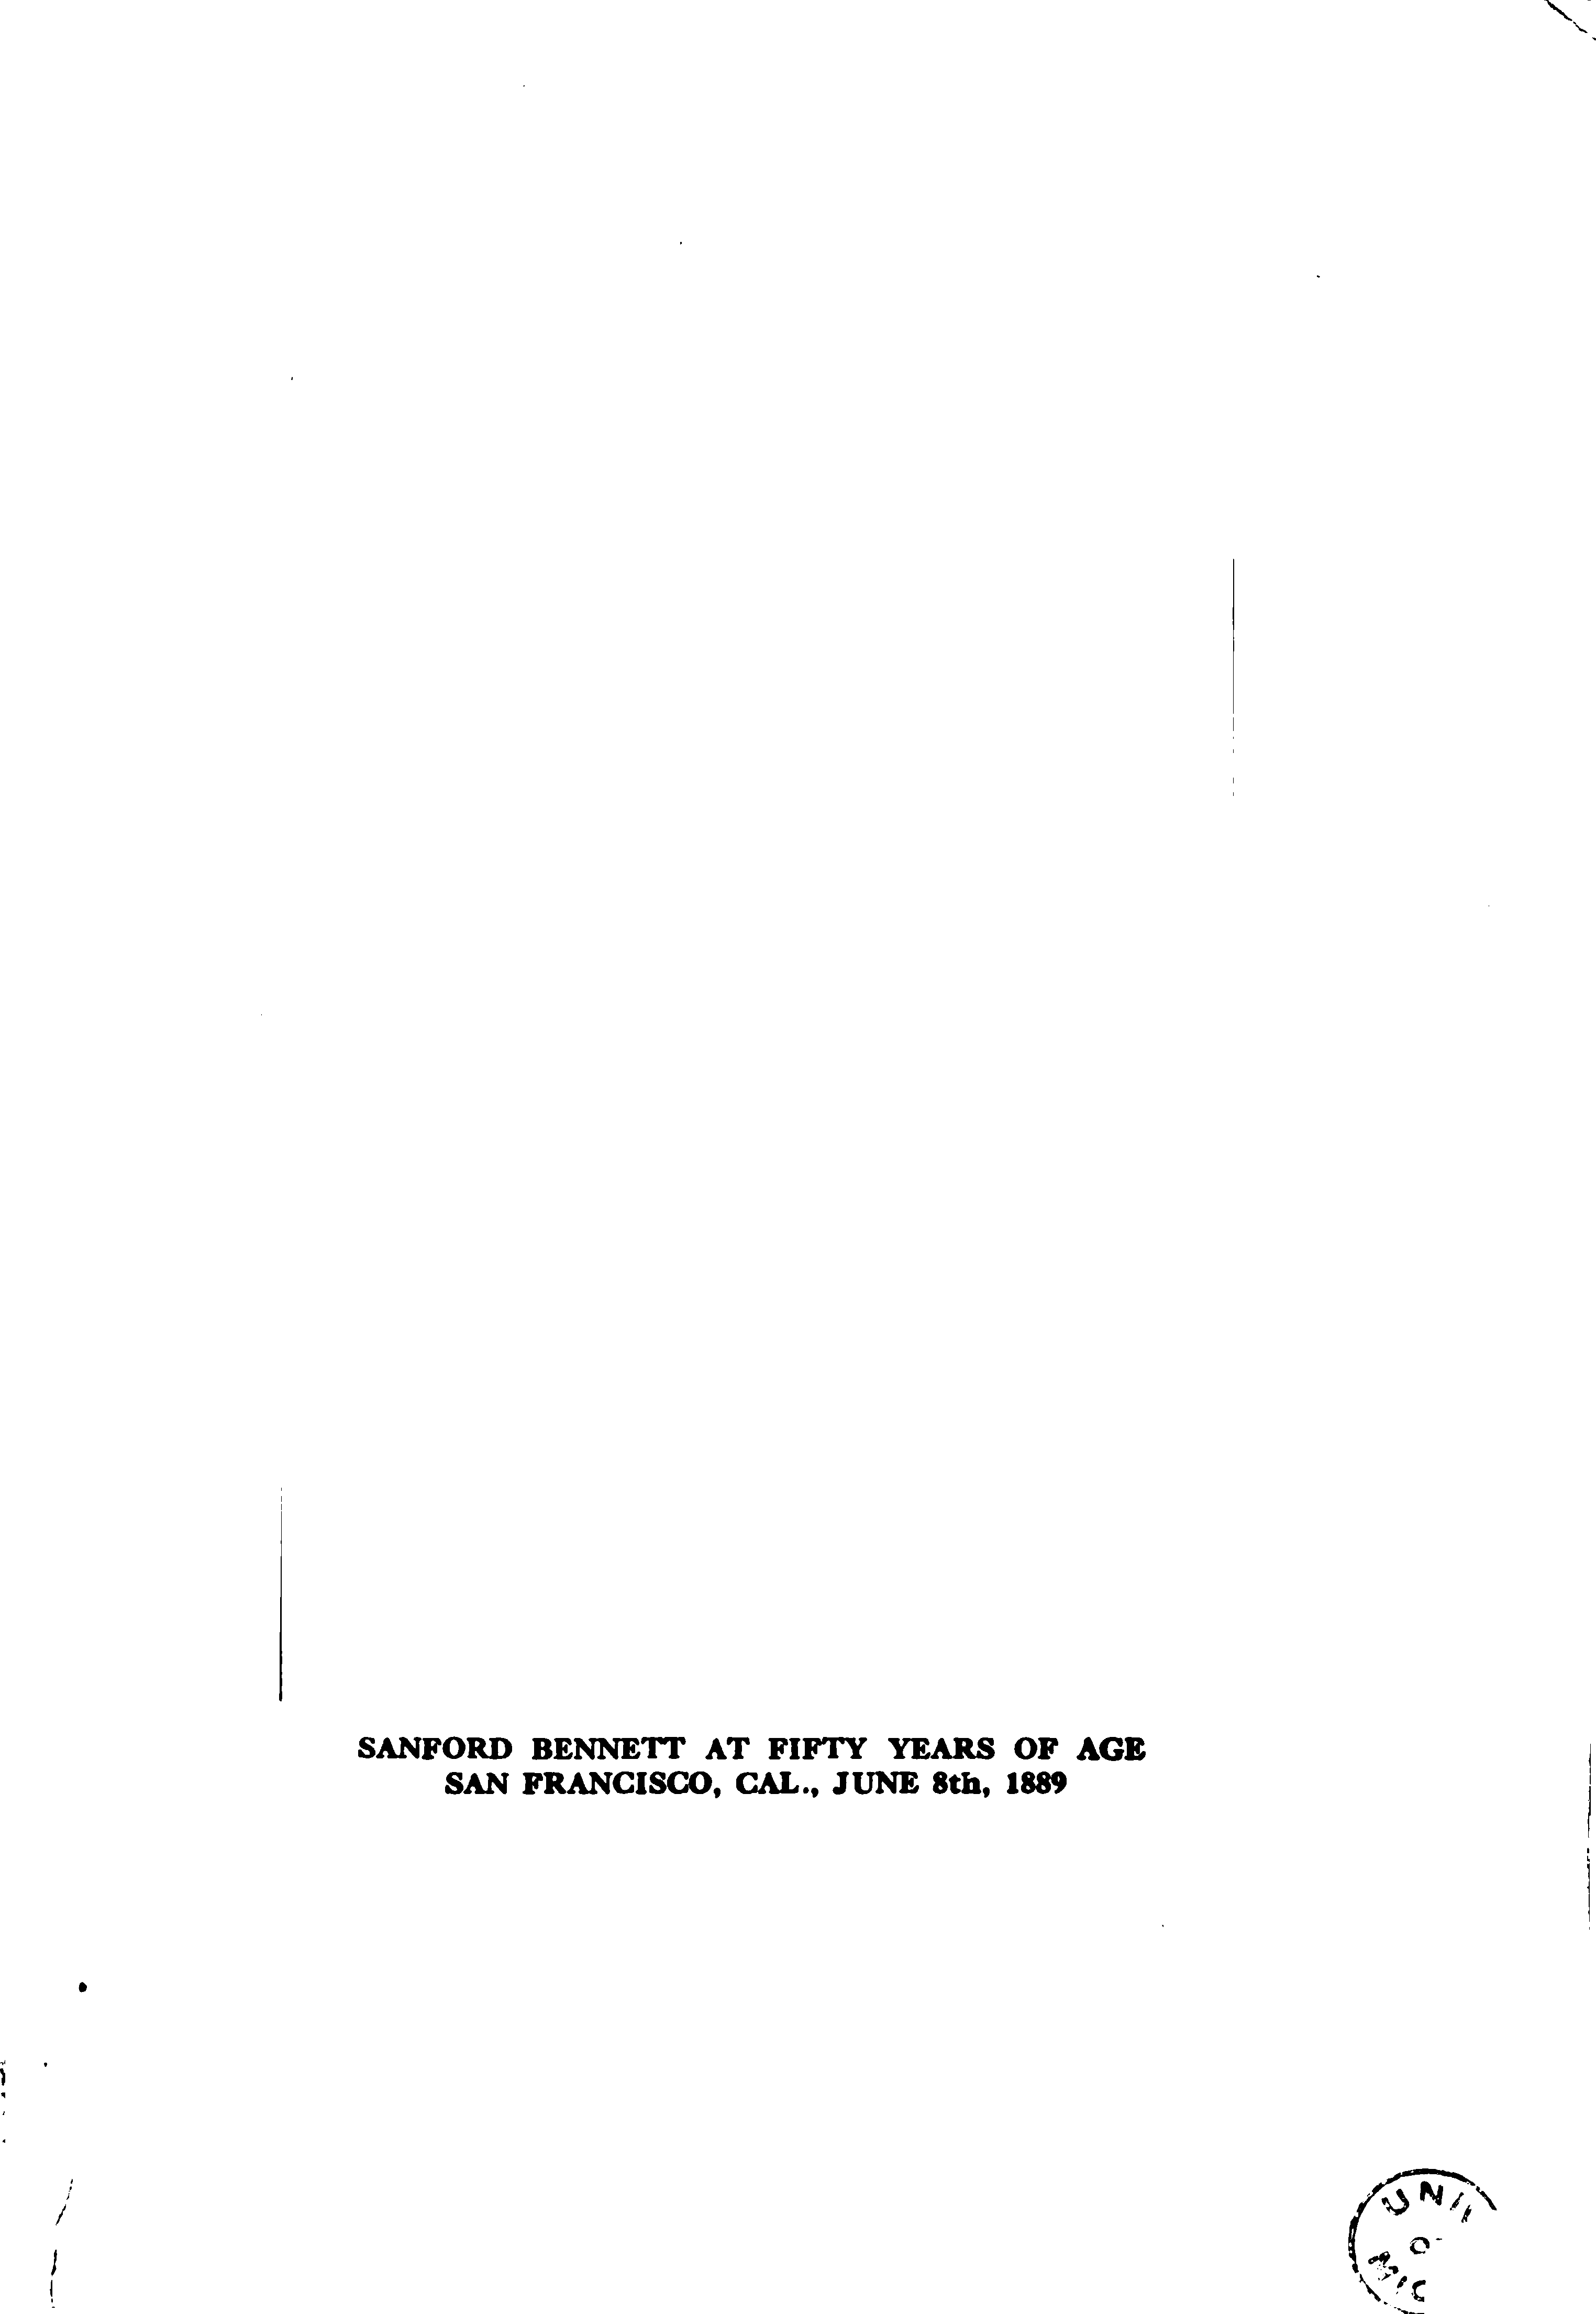 SANFORD BENNETT AT FIFTY YEARS OF AGE
SAN FRANCISCO, CAL., JUNE 8th, 1889